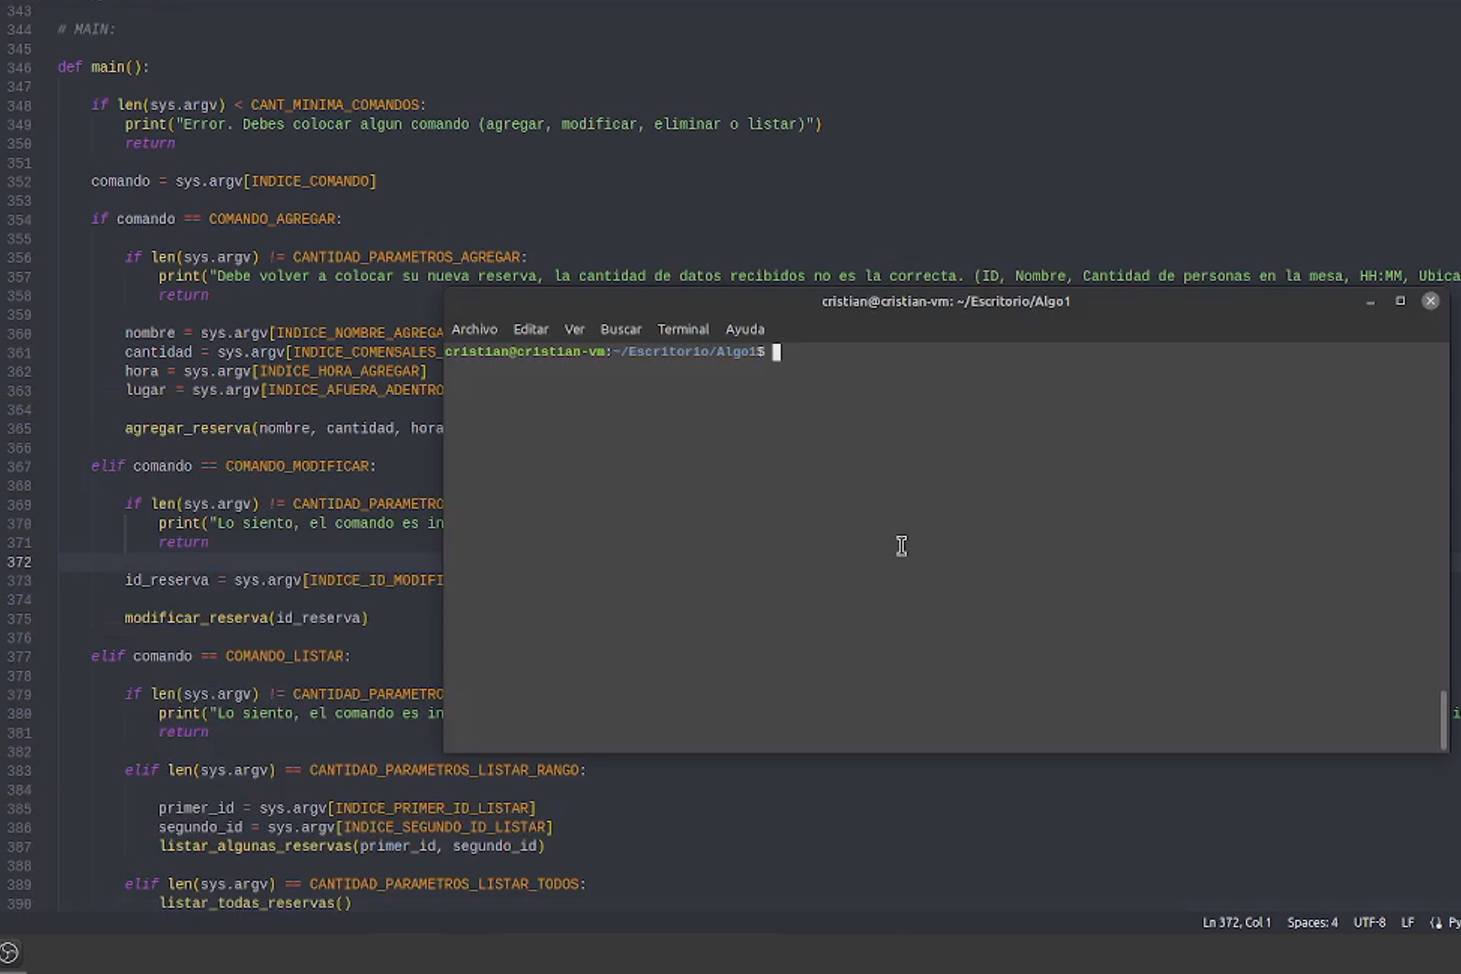 343
344 # MAIN:
345
346 def main():
347
348 if len(sys.argv) < CANT_MINIMA_COMANDOS:
349 print("Error. Debes colocar algun comando (agregar, modificar, eliminar o listar)")
350 return
351
352 comando = sys.argv[INDICE_COMANDO]
353
354 if comando == COMANDO_AGREGAR:
355
356 if len(sys.argv) != CANTIDAD_PARAMETROS_AGREGAR:
357 print("Debe volver a colocar su nueva reserva, la cantidad de datos recibidos no es la correcta. (ID, Nombre, Cantidad de personas en la mesa, HH:MM, Ubica
358 return
359
360 nombre = sys.argv[INDICE_NOMBRE_AGREGA
361 cantidad = sys.argv[INDICE_COMENSALES_
362 hora = sys.argv[INDICE_HORA_AGREGAR]
363 lugar = sys.argv[INDICE_AFUERA_ADENTRO
364
365 agregar_reserva(nombre, cantidad, hora
366
367 elif comando == COMANDO_MODIFICAR:
368
369 if len(sys.argv) != CANTIDAD_PARAMETRO
370 print("Lo siento, el comando es in
371 return
372
373 id_reserva = sys.argv[INDICE_ID_MODIFI
374
375 modificar_reserva(id_reserva)
376
377 elif comando == COMANDO_LISTAR:
378
379 if len(sys.argv) != CANTIDAD_PARAMETRO
380 print("Lo siento, el comando es in i
381 return
382
383 elif len(sys.argv) == CANTIDAD_PARAMETROS_LISTAR_RANGO:
384
385 primer_id = sys.argv[INDICE_PRIMER_ID_LISTAR]
386 segundo_id = sys.argv[INDICE_SEGUNDO_ID_LISTAR]
387 listar_algunas_reservas(primer_id, segundo_id)
388
389 elif len(sys.argv) == CANTIDAD_PARAMETROS_LISTAR_TODOS:
390 listar_todas_reservas()
cristian@cristian-vm: ~/Escritorio/Algo1
Archivo Editar Ver Buscar Terminal Ayuda
cristian@cristian-vm:~/Escritorio/Algo1$
Ln 372, Col 1 Spaces: 4 UTF-8 LF Py